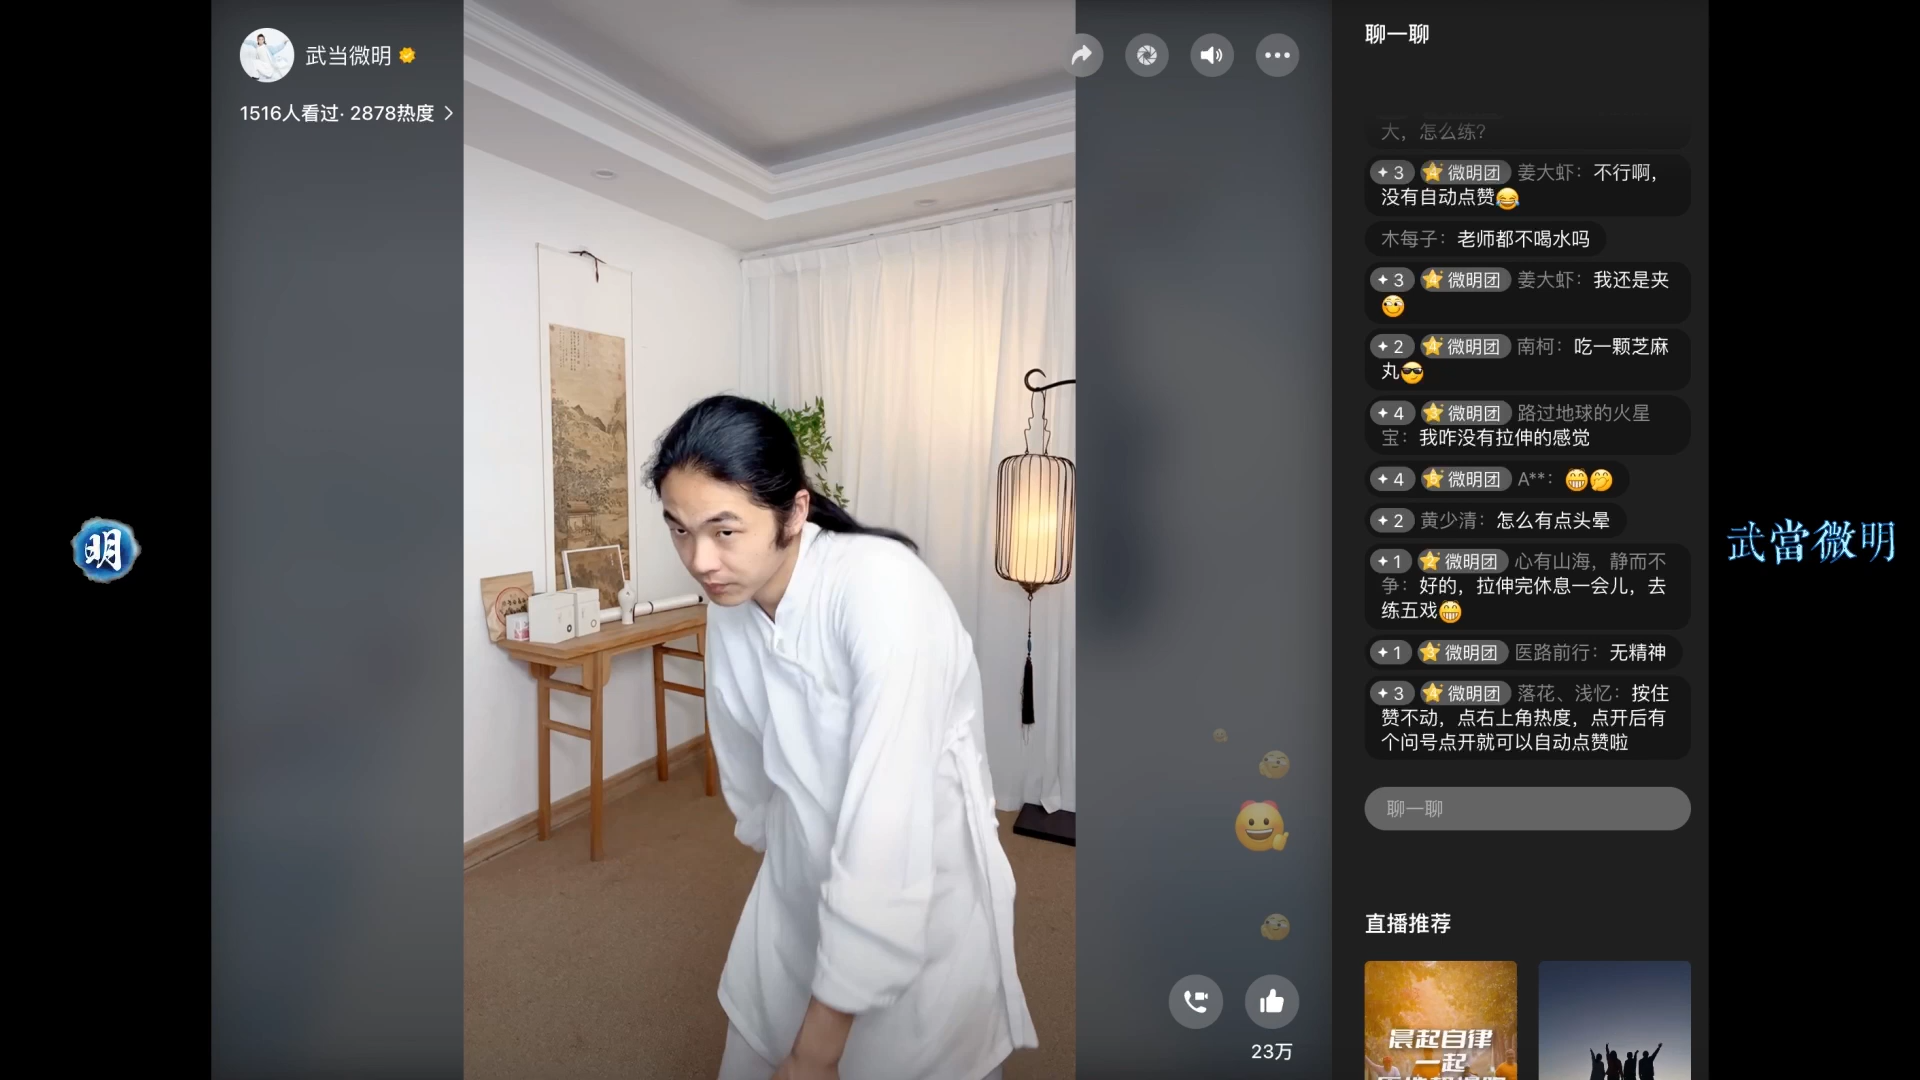 武当微明
1516人看过· 2878热度
聊一聊
大，怎么练？
3 微明团 姜大虾：不行啊，
没有自动点赞
木每子：老师都不喝水吗
3 微明团 姜大虾：我还是夹
2 微明团 南柯：吃一颗芝麻
丸
4 微明团 路过地球的火星
宝：我咋没有拉伸的感觉
4 微明团 A**：
2 黄少清：怎么有点头晕
1 微明团 心有山海，静而不
争：好的，拉伸完休息一会儿，去
练五戏
1 微明团 医路前行：无精神
3 微明团 落花、浅忆：按住
赞不动，点右上角热度，点开后有
个问号点开就可以自动点赞啦
聊一聊
直播推荐
晨起自律
一起
23万
明
武當微明